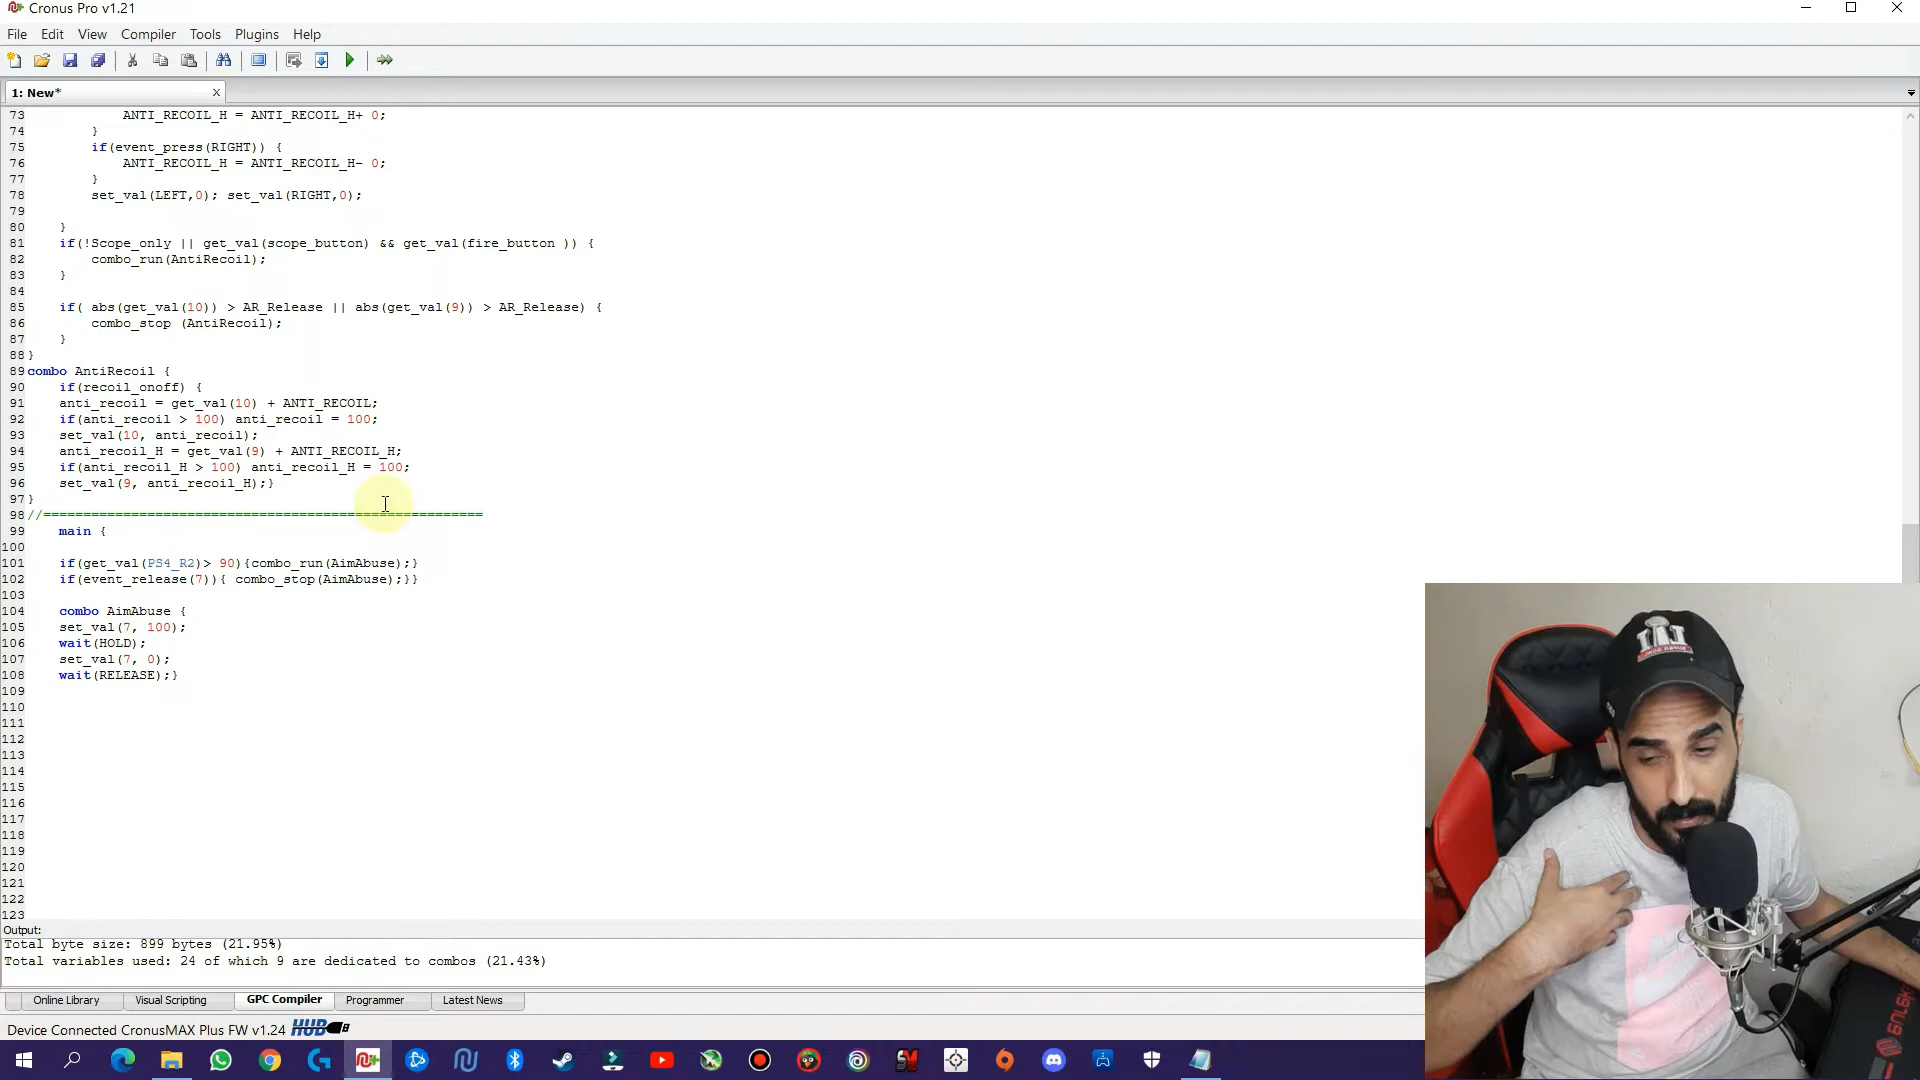 Cronus Pro v1.21
File Edit View Compiler Tools Plugins Help
1: New* x
73 ANTI_RECOIL_H = ANTI_RECOIL_H+ 0;
74 }
75 if(event_press(RIGHT)) {
76 ANTI_RECOIL_H = ANTI_RECOIL_H- 0;
77 }
78 set_val(LEFT,0); set_val(RIGHT,0);
79
80 }
81 if(!Scope_only || get_val(scope_button) && get_val(fire_button )) {
82 combo_run(AntiRecoil);
83 }
84
85 if( abs(get_val(10)) > AR_Release || abs(get_val(9)) > AR_Release) {
86 combo_stop (AntiRecoil);
87 }
88 }
89 combo AntiRecoil {
90 if(recoil_onoff) {
91 anti_recoil = get_val(10) + ANTI_RECOIL;
92 if(anti_recoil > 100) anti_recoil = 100;
93 set_val(10, anti_recoil);
94 anti_recoil_H = get_val(9) + ANTI_RECOIL_H;
95 if(anti_recoil_H > 100) anti_recoil_H = 100;
96 set_val(9, anti_recoil_H);}
97 }
98 //=======================================================
99 main {
100
101 if(get_val(PS4_R2)> 90){combo_run(AimAbuse);}
102 if(event_release(7)){ combo_stop(AimAbuse);}}
103
104 combo AimAbuse {
105 set_val(7, 100);
106 wait(HOLD);
107 set_val(7, 0);
108 wait(RELEASE);}
109
110
111
112
113
114
115
116
117
118
119
120
121
122
123
Output:
Total byte size: 899 bytes (21.95%)
Total variables used: 24 of which 9 are dedicated to combos (21.43%)
Online Library Visual Scripting GPC Compiler Programmer Latest News
Device Connected CronusMAX Plus FW v1.24 HUB